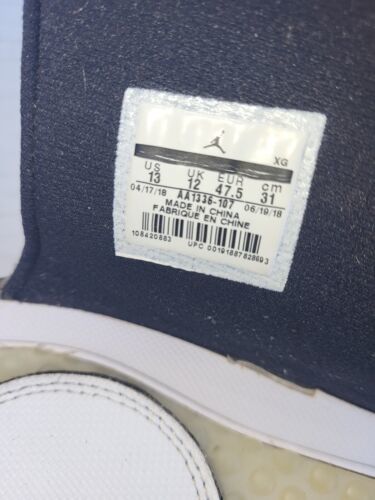 XG
US UK EUR cm
13 12 47.5 31
04/17/18 AA1336-107 06/19/18
MADE IN CHINA
FABRIQUE EN CHINE
108420883 UPC 00191887828693